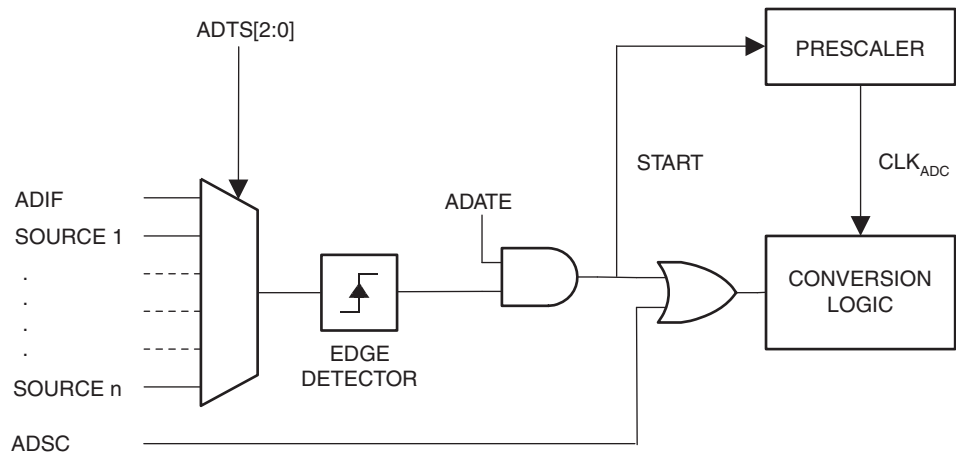 ADTS[2:0]
PRESCALER
START
CLKADC
ADIF
SOURCE 1
.
.
.
.
SOURCE n
ADSC
ADATE
EDGE
DETECTOR
CONVERSION
LOGIC